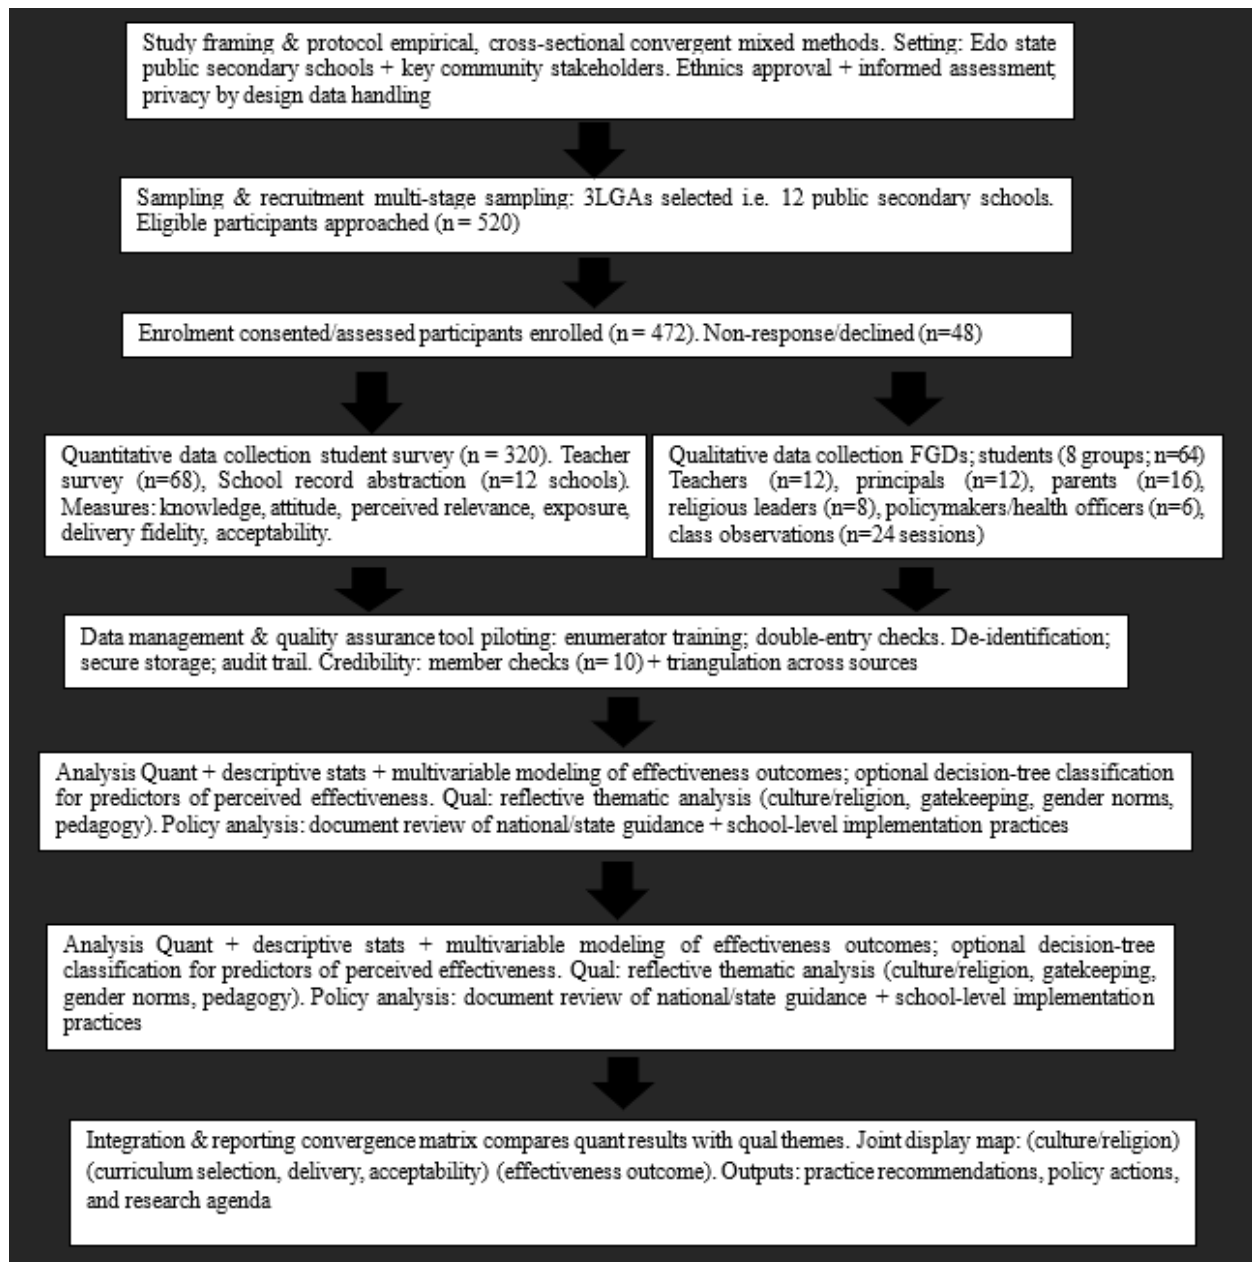 Study framing & protocol empirical, cross-sectional convergent mixed methods. Setting: Edo state
public secondary schools + key community stakeholders. Ethnics approval + informed assessment;
privacy by design data handling
Sampling & recruitment multi-stage sampling: 3LGAs selected i.e. 12 public secondary schools.
Eligible participants approached (n = 520)
Enrolment consented/assessed participants enrolled (n = 472). Non-response/declined (n=48)
Quantitative data collection student survey (n = 320). Teacher
survey (n=68), School record abstraction (n=12 schools).
Measures: knowledge, attitude, perceived relevance, exposure,
delivery fidelity, acceptability.
Qualitative data collection FGDs; students (8 groups; n=64)
Teachers (n=12), principals (n=12), parents (n=16),
religious leaders (n=8), policymakers/health officers (n=6),
class observations (n=24 sessions)
Data management & quality assurance tool piloting: enumerator training; double-entry checks. De-identification;
secure storage; audit trail. Credibility: member checks (n= 10) + triangulation across sources
Analysis Quant + descriptive stats + multivariable modeling of effectiveness outcomes; optional decision-tree classification
for predictors of perceived effectiveness. Qual: reflective thematic analysis (culture/religion, gatekeeping, gender norms,
pedagogy). Policy analysis: document review of national/state guidance + school-level implementation practices
Analysis Quant + descriptive stats + multivariable modeling of effectiveness outcomes; optional decision-tree
classification for predictors of perceived effectiveness. Qual: reflective thematic analysis (culture/religion, gatekeeping,
gender norms, pedagogy). Policy analysis: document review of national/state guidance + school-level implementation
practices
Integration & reporting convergence matrix compares quant results with qual themes. Joint display map: (culture/religion)
(curriculum selection, delivery, acceptability) (effectiveness outcome). Outputs: practice recommendations, policy actions,
and research agenda